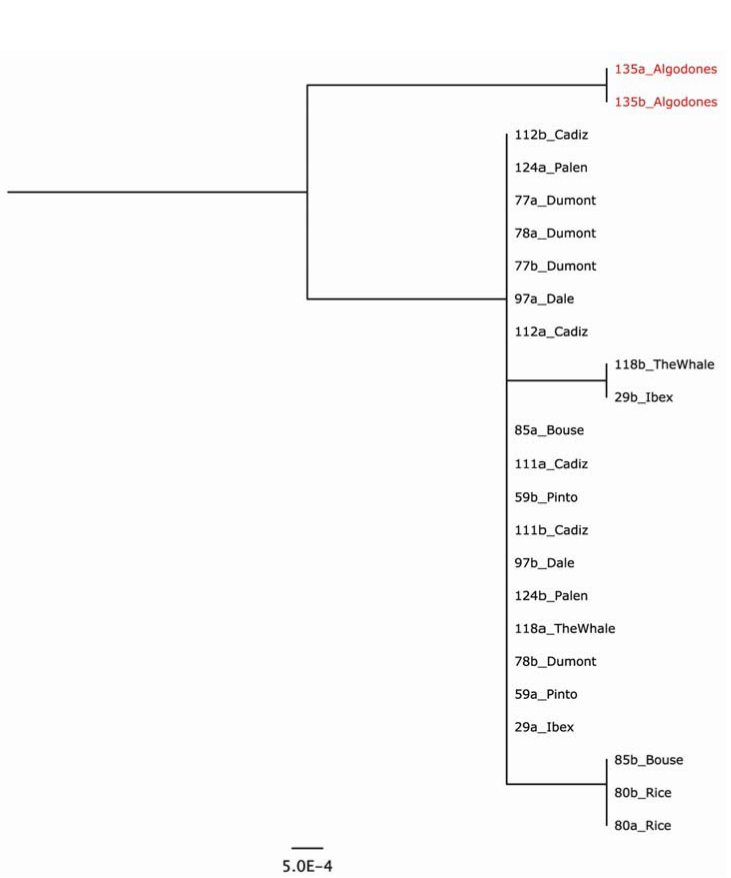 135a_Algodones
135b_Algodones
112b_Cadiz
124a_Palen
77a_Dumont
78a_Dumont
77b_Dumont
97a_Dale
112a_Cadiz
118b_TheWhale
29b_Ibex
85a_Bouse
111a_Cadiz
59b_Pinto
111b_Cadiz
97b_Dale
124b_Palen
118a_TheWhale
78b_Dumont
59a_Pinto
29a_Ibex
85b_Bouse
80b_Rice
80a_Rice
5.0E-4